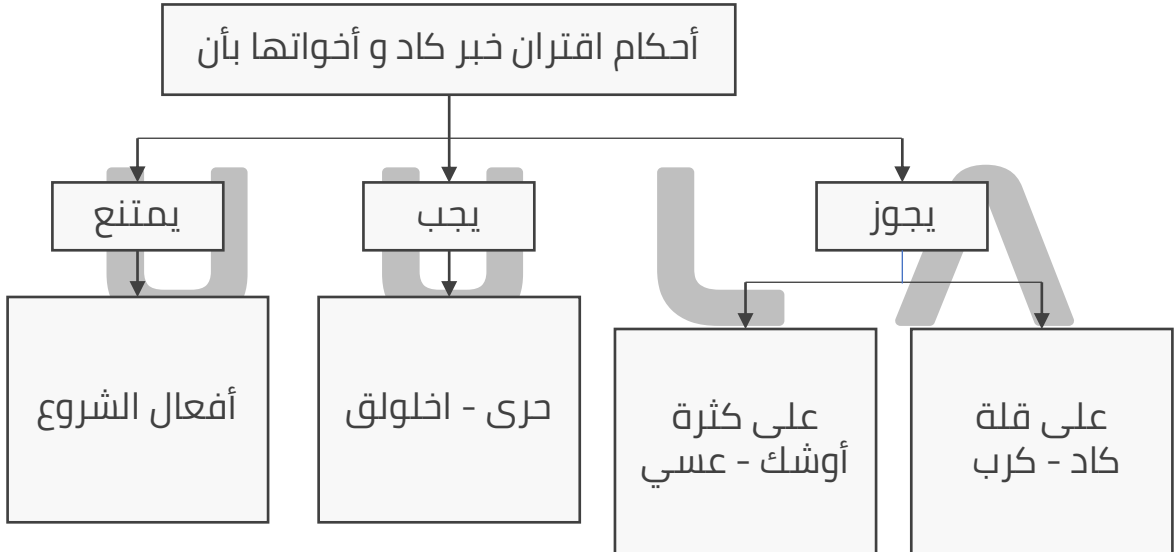 أحكام اقتران خبر كاد و أخواتها بأن
يجوز
يجب
يمتنع
على قلة
كاد - كرب
على كثرة
أوشك - عسي
حرى - اخلولق
أفعال الشروع